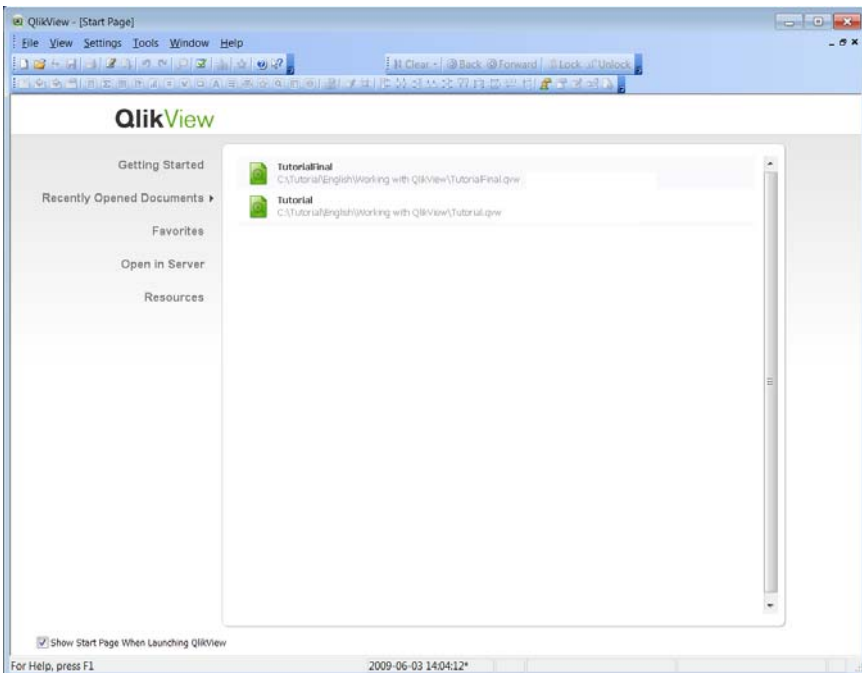 QlikView - [Start Page]
File View Settings Tools Window Help
Clear Back Forward Lock Unlock
QlikView
Getting Started
Recently Opened Documents
Favorites
Open in Server
Resources
TutorialFinal
C:\Tutorial\English\Working with QlikView\TutorialFinal.qvw
Tutorial
C:\Tutorial\English\Working with QlikView\Tutorial.qvw
Show Start Page When Launching QlikView
For Help, press F1
2009-06-03 14:04:12*